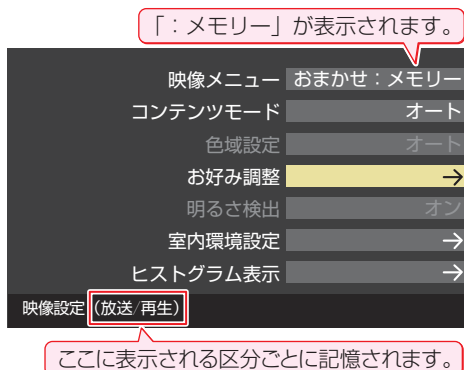 「：メモリー」が表示されます。
映像メニュー おまかせ：メモリー
コンテンツモード オート
色域設定 オート
お好み調整 →
明るさ検出 オン
室内環境設定 →
ヒストグラム表示 →
映像設定（放送/再生）
ここに表示される区分ごとに記憶されます。